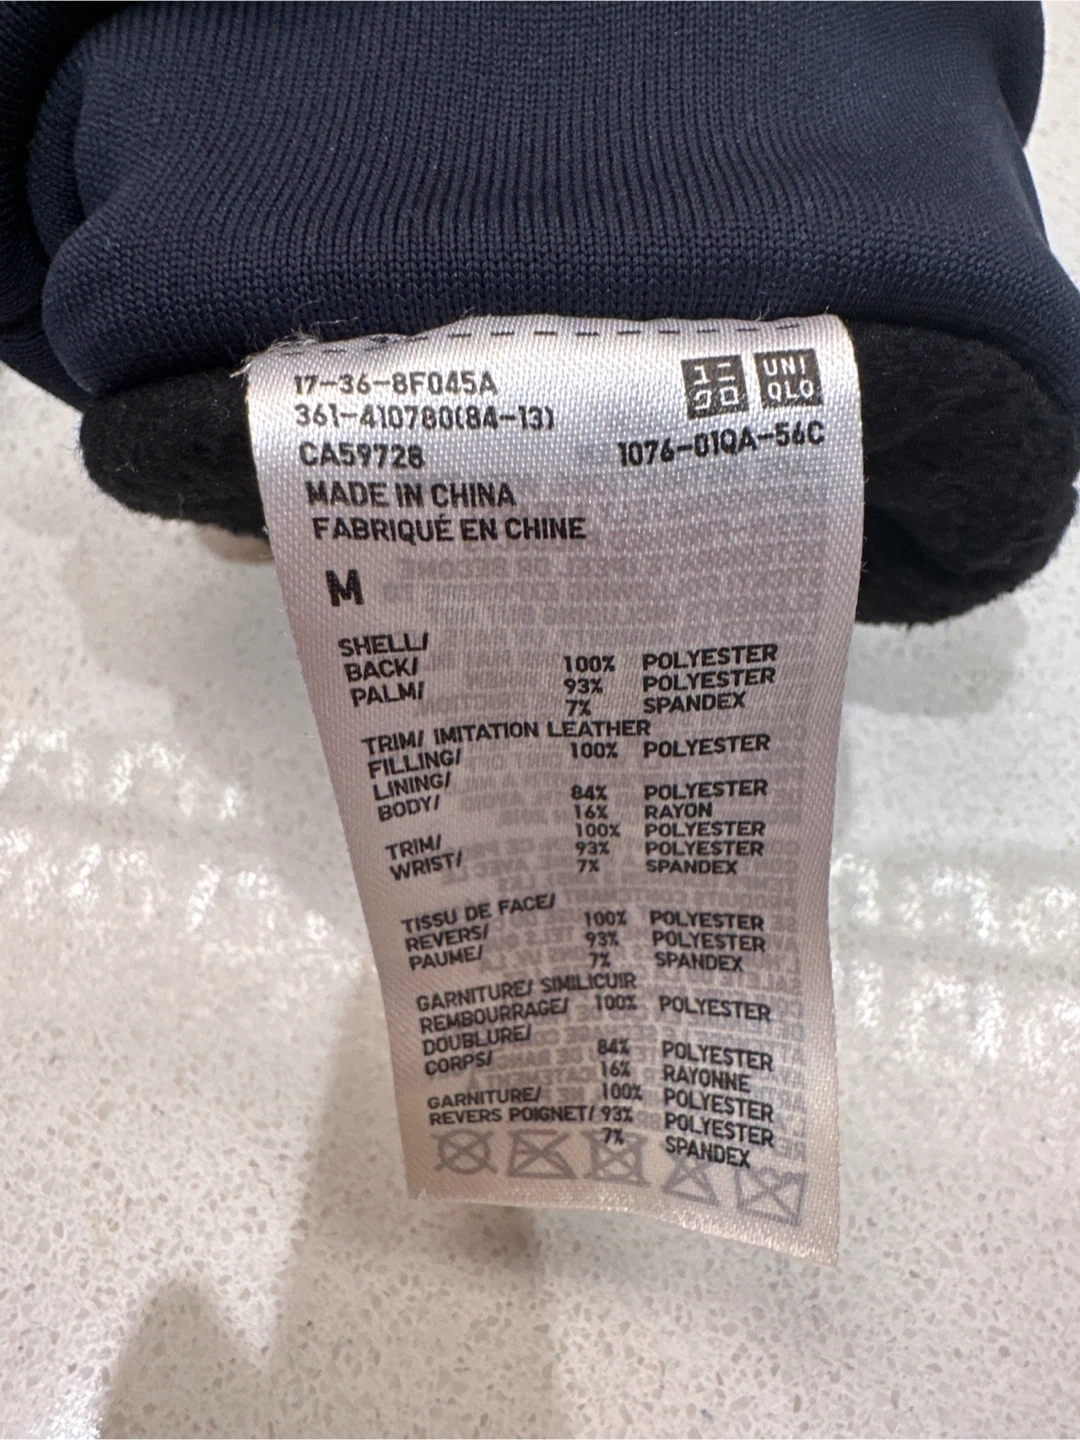 17-36-8F045A
361-410780(84-13)
CA59728
ユニ
クロ
UNI
QLO
1076-01QA-56C
MADE IN CHINA
FABRIQUÉ EN CHINE
M
SHELL/
BACK/ 100% POLYESTER
PALM/ 93% POLYESTER
7% SPANDEX
TRIM/ IMITATION LEATHER
FILLING/ 100% POLYESTER
LINING/
BODY/ 84% POLYESTER
16% RAYON
TRIM/ 100% POLYESTER
WRIST/ 93% POLYESTER
7% SPANDEX
TISSU DE FACE/
REVERS/ 100% POLYESTER
PAUME/ 93% POLYESTER
7% SPANDEX
GARNITURE/ SIMILICUIR
REMBOURRAGE/ 100% POLYESTER
DOUBLURE/
CORPS/ 84% POLYESTER
16% RAYONNE
GARNITURE/ 100% POLYESTER
REVERS POIGNET/ 93% POLYESTER
7% SPANDEX